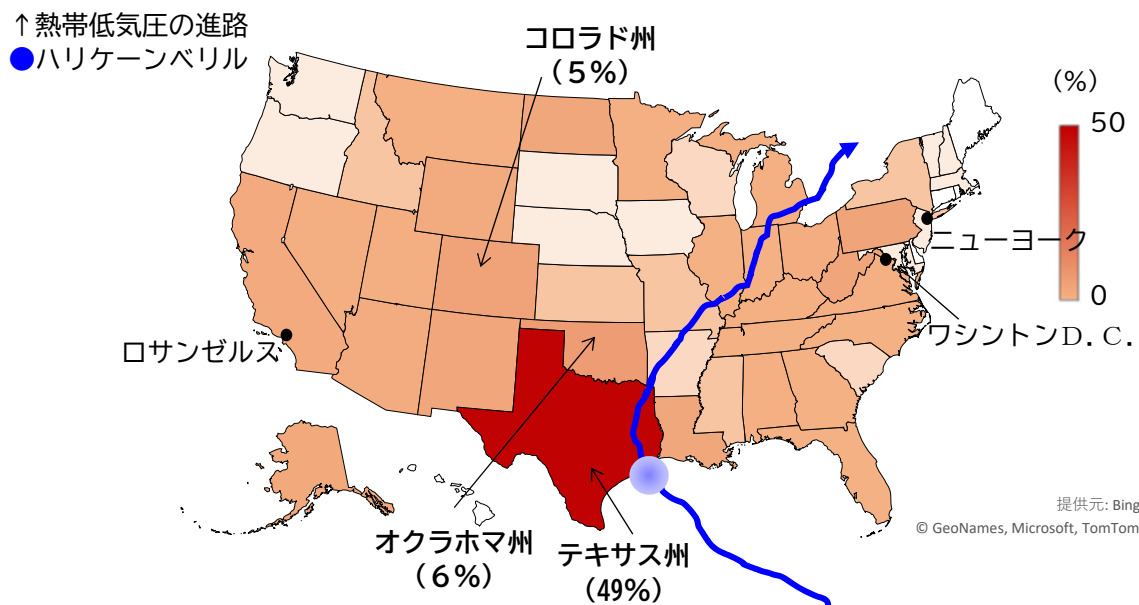 ↑熱帯低気圧の進路
●ハリケーンベリル
コロラド州
(5%)
(%)
50
0
ニューヨーク
ワシントンD.C.
ロサンゼルス
オクラホマ州
(6%)
テキサス州
(49%)
提供元: Bing
© GeoNames, Microsoft, TomTom